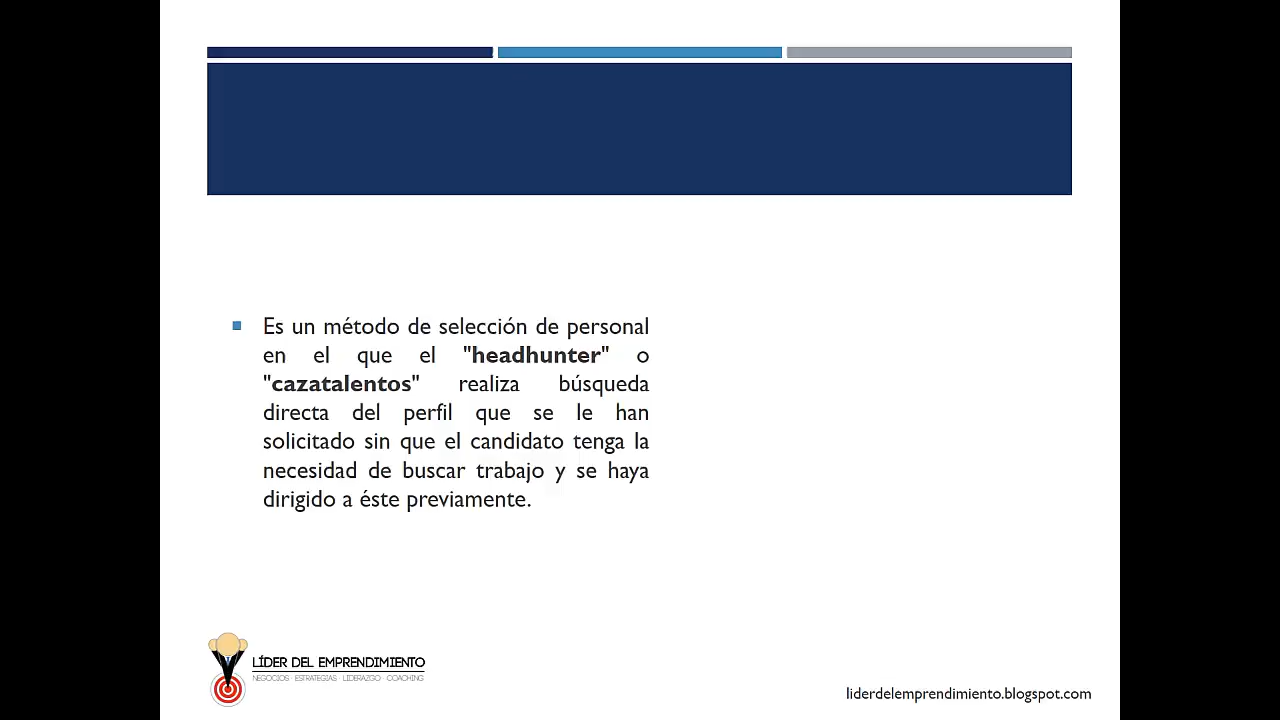 Es un método de selección de personal
en el que el "headhunter" o
"cazatalentos" realiza búsqueda
directa del perfil que se le han
solicitado sin que el candidato tenga la
necesidad de buscar trabajo y se haya
dirigido a éste previamente.
LÍDER DEL EMPRENDIMIENTO
NEGOCIOS · ESTRATEGIAS · LIDERAZGO · COACHING
liderdelemprendimiento.blogspot.com